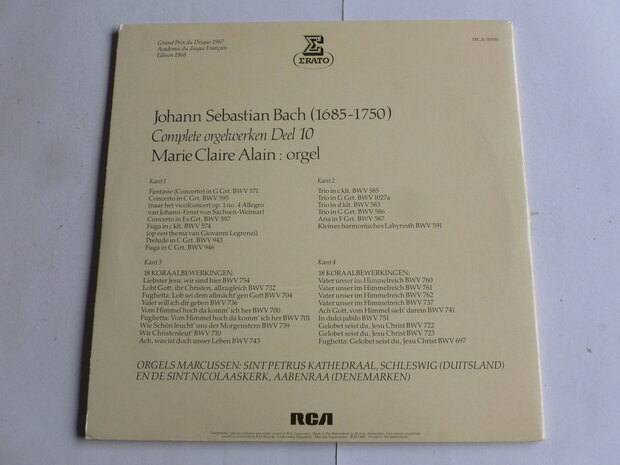 Grand Prix du Disque 1967
Academie du disque Français
Edison 1968
Σ
ERATO
Johann Sebastian Bach (1685-1750)
Complete orgelwerken Deel 10
Marie Claire Alain : orgel
Kant 1
Fantasie (Concerto) in G Grt. BWV 571
Concerto in C Grt. BWV 595
(naar het vioolconcert op. 1 no. 4 Allegro
van Johann-Ernst von Sachsen-Weimar)
Concerto in Es Grt. BWV 597
Fuga in c klt. BWV 574
(op een thema van Giovanni Legrenzi)
Prelude in C Grt. BWV 943
Fuga in C Grt. BWV 946
Kant 2
Trio in c klt. BWV 585
Trio in G Grt. BWV 1027a
Trio in d klt. BWV 583
Trio in G Grt. BWV 586
Aria in F Grt. BWV 587
Kleines harmonisches Labyrinth BWV 591
Kant 3
18 KORAALBEWERKINGEN:
Liebster Jesu, wir sind hier BWV 754
Lobt Gott, ihr Christen, allzugleich BWV 732
Fughetta: Lob sei dem allmächt'gen Gott BWV 704
Valet will ich dir geben BWV 736
Vom Himmel hoch da komm' ich her BWV 700
Fughetta: Vom Himmel hoch da komm' ich her BWV 701
Wie Schön leucht' uns der Morgenstern BWV 739
Wir Christenleut' BWV 710
Ach, was ist doch unser Leben BWV 743
Kant 4
18 KORAALBEWERKINGEN:
Vater unser im Himmelreich BWV 760
Vater unser im Himmelreich BWV 761
Vater unser im Himmelreich BWV 762
Vater unser im Himmelreich BWV 737
Ach Gott, vom Himmel sieh' darein BWV 741
In dulci jubilo BWV 751
Gelobet seist du, Jesu Christ BWV 722
Gelobet seist du, Jesu Christ BWV 723
Fughetta: Gelobet seist du, Jesu Christ BWV 697
ORGELS MARCUSSEN: SINT PETRUS KATHEDRAAL, SCHLESWIG (DUITSLAND)
EN DE SINT NICOLAASKERK, AABENRAA (DENEMARKEN)
RCA